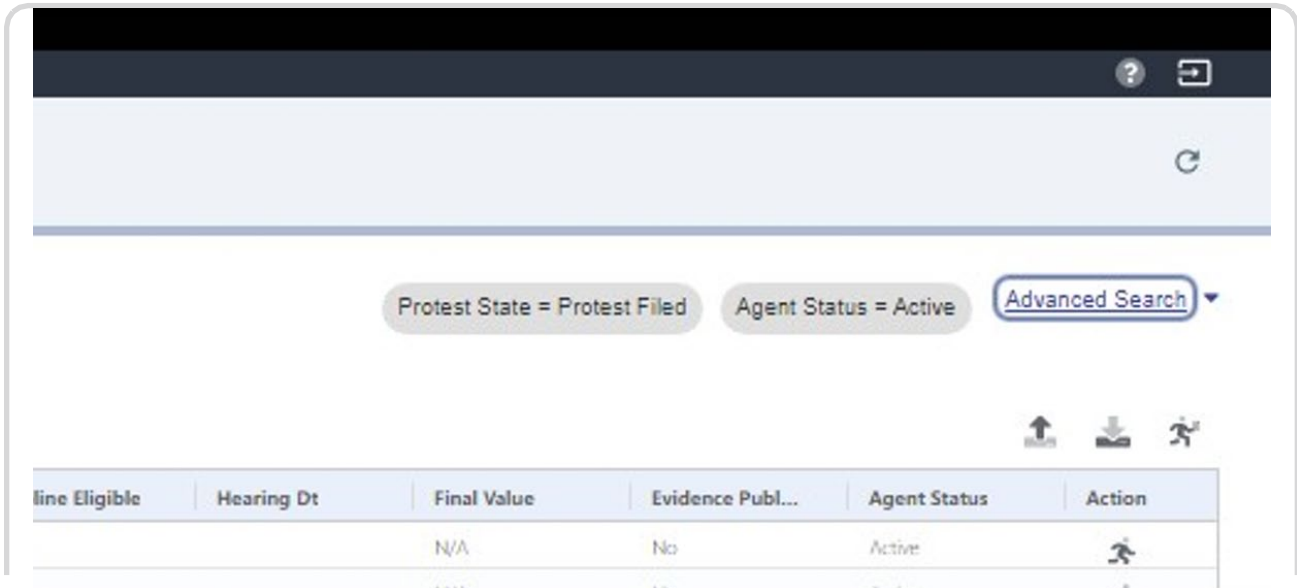 Protest State = Protest Filed Agent Status = Active Advanced Search
line Eligible Hearing Dt Final Value Evidence Publ... Agent Status Action
N/A No Active